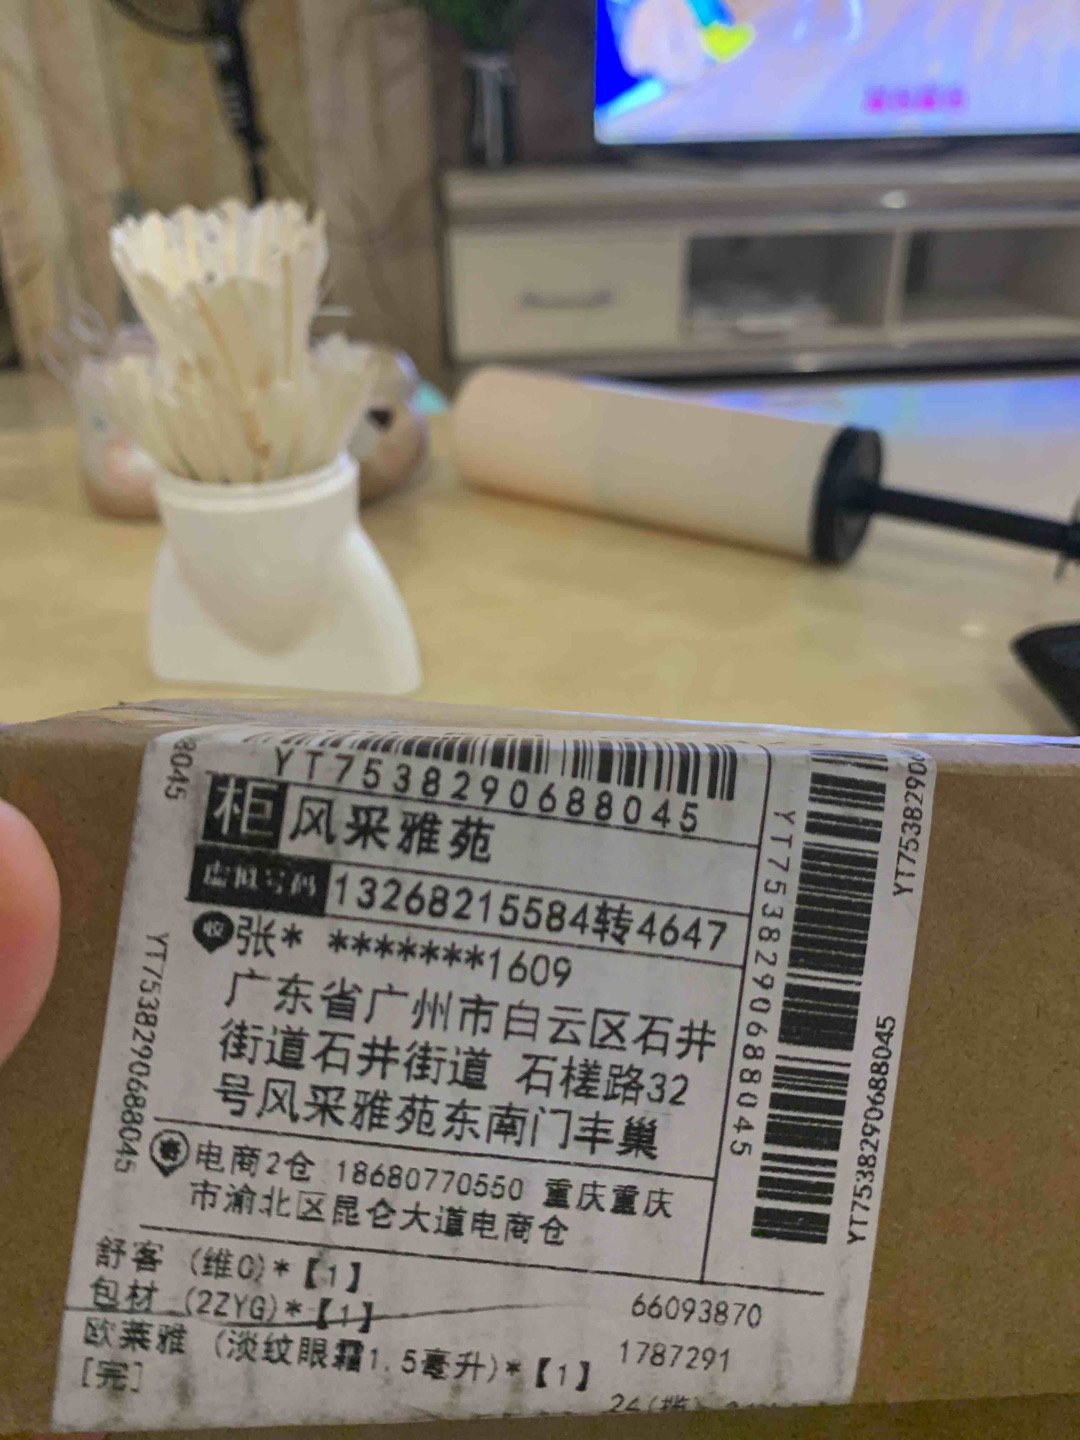 YT7538290688045
柜 风采雅苑
虚拟号码 13268215584转4647
收 张* *******1609
广东省广州市白云区石井
街道石井街道 石槎路32
号风采雅苑东南门丰巢
寄 电商2仓 18680770550 重庆重庆
市渝北区昆仑大道电商仓
舒客 (维O)*【1】
包材 (2ZYG)*【1】
欧莱雅 (淡纹眼霜1.5毫升)*【1】
[完]
66093870
1787291
8045
YT7538290688045
YT7538290688045
YT7538290
YT7538290688045